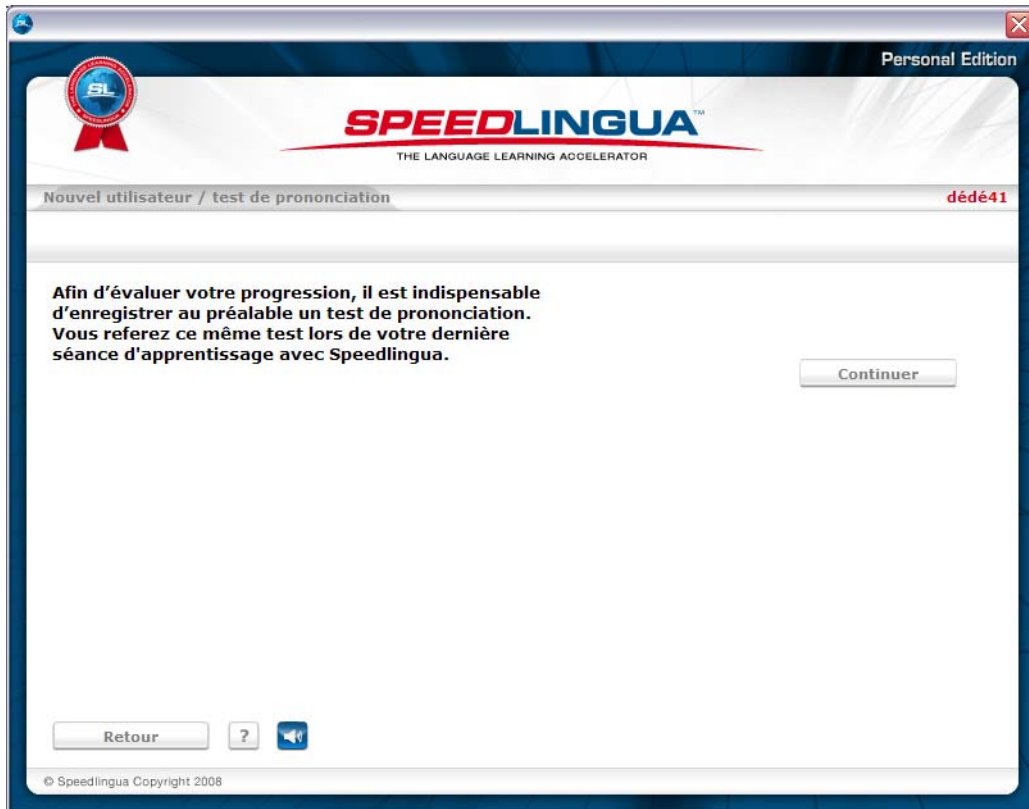 Personal Edition
SL
SPEEDLINGUA™
THE LANGUAGE LEARNING ACCELERATOR
Nouvel utilisateur / test de prononciation
dédé41
Afin d’évaluer votre progression, il est indispensable
d’enregistrer au préalable un test de prononciation.
Vous referez ce même test lors de votre dernière
séance d'apprentissage avec Speedlingua.
Continuer
Retour
?
© Speedlingua Copyright 2008